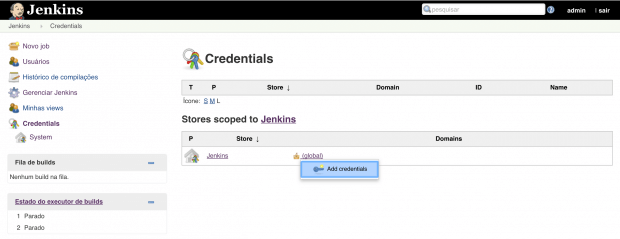 Jenkins
pesquisar
admin
sair
Jenkins
Credentials
Novo job
Usuários
Histórico de compilações
Gerenciar Jenkins
Minhas views
Credentials
System
Fila de builds
Nenhum build na fila.
Estado do executor de builds
1 Parado
2 Parado
Credentials
T P Store ↓ Domain ID Name
Ícone: S M L
Stores scoped to Jenkins
P Store ↓ Domains
Jenkins (global)
Add credentials